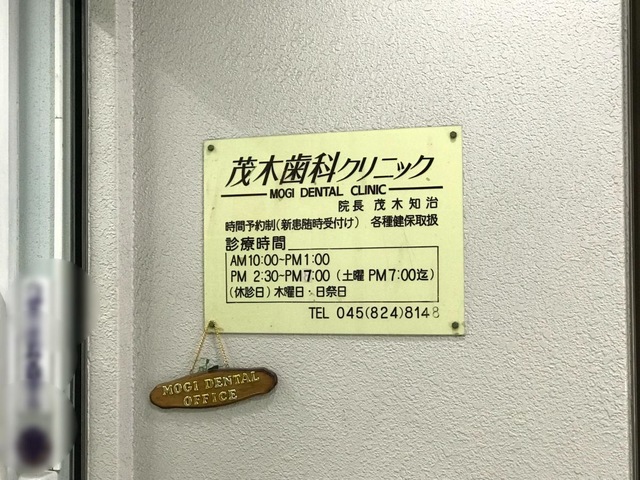 茂木歯科クリニック
MOGI DENTAL CLINIC
院長 茂木知治
時間予約制(新患随時受付け) 各種健保取扱
診療時間
AM10:00~PM1:00
PM 2:30~PM7:00 (土曜 PM7:00迄)
(休診日) 木曜日・日祭日
TEL 045(824)8148
MOGI DENTAL
OFFICE